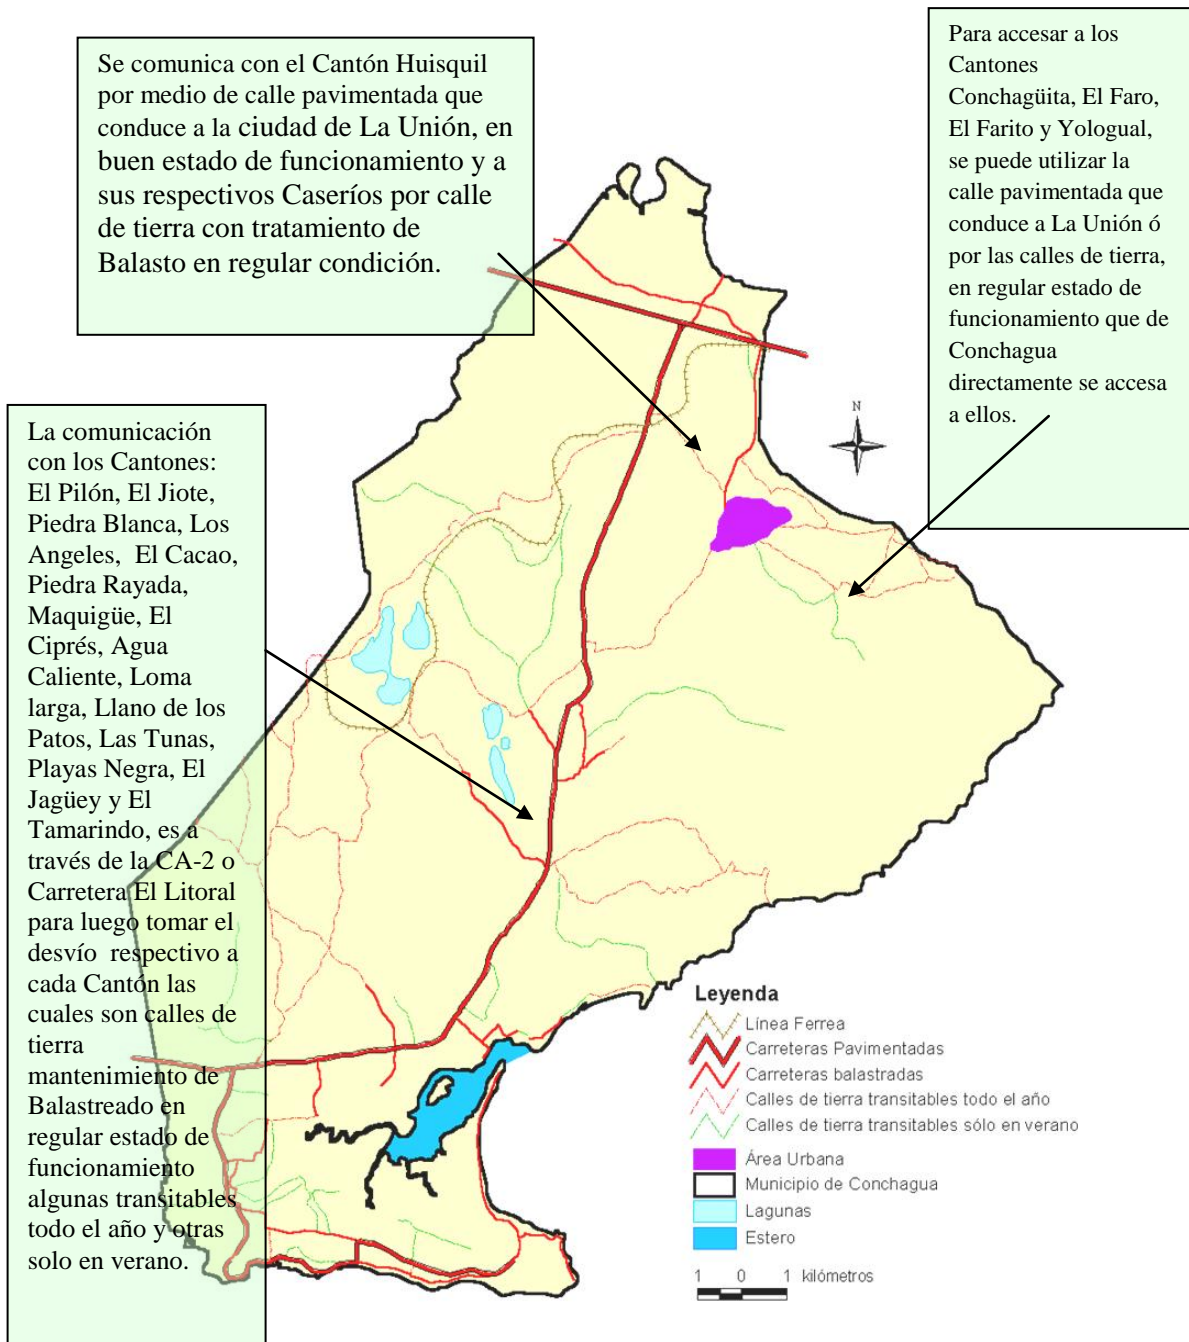 Se comunica con el Cantón Huisquil
por medio de calle pavimentada que
conduce a la ciudad de La Unión, en
buen estado de funcionamiento y a
sus respectivos Caseríos por calle
de tierra con tratamiento de
Balasto en regular condición.
Para accesar a los
Cantones
Conchagüita, El Faro,
El Farito y Yologual,
se puede utilizar la
calle pavimentada que
conduce a La Unión ó
por las calles de tierra,
en regular estado de
funcionamiento que de
Conchagua
directamente se accesa
a ellos.
La comunicación
con los Cantones:
El Pilón, El Jiote,
Piedra Blanca, Los
Angeles, El Cacao,
Piedra Rayada,
Maquigüe, El
Ciprés, Agua
Caliente, Loma
larga, Llano de los
Patos, Las Tunas,
Playas Negra, El
Jagüey y El
Tamarindo, es a
través de la CA-2 o
Carretera El Litoral
para luego tomar el
desvío respectivo a
cada Cantón las
cuales son calles de
tierra
mantenimiento de
Balastreado en
regular estado de
funcionamiento
algunas transitables
todo el año y otras
solo en verano.
N
Leyenda
Línea Ferrea
Carreteras Pavimentadas
Carreteras balastradas
Calles de tierra transitables todo el año
Calles de tierra transitables sólo en verano
Área Urbana
Municipio de Conchagua
Lagunas
Estero
1 0 1 kilómetros